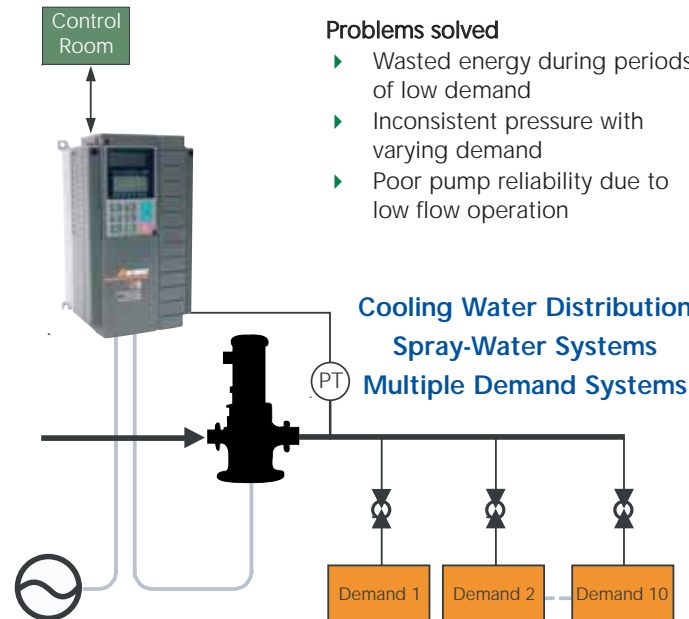 Control
Room
Problems solved
Wasted energy during periods
of low demand
Inconsistent pressure with
varying demand
Poor pump reliability due to
low flow operation
Cooling Water Distribution
Spray-Water Systems
Multiple Demand Systems
PT
Demand 1
Demand 2
Demand 10